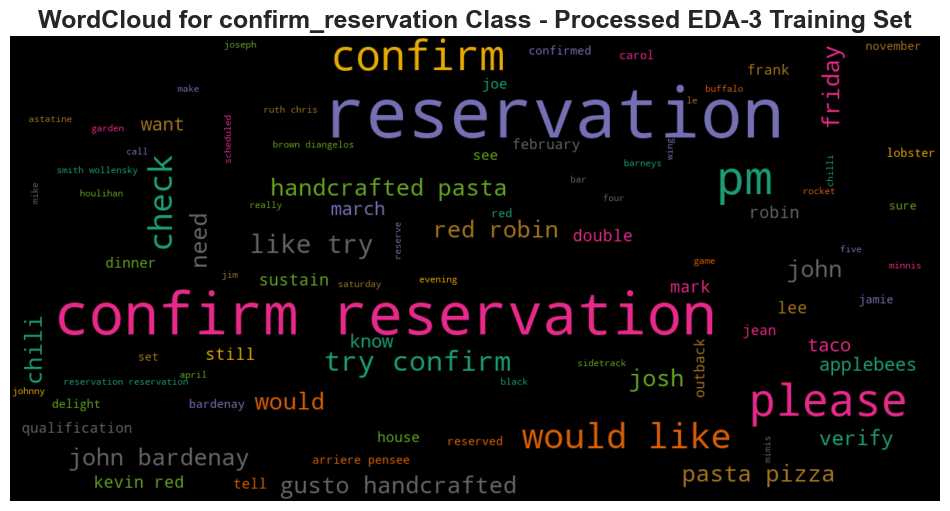 WordCloud for confirm_reservation Class - Processed EDA-3 Training Set
joseph
confirm
confirmed
carol
friday
november
make
joe
frank
buffalo
reservation
le
astatine
garden
want
scheduled
ruth chris
call
brown diangelos
see
february
wing
barneys
lobster
smith wollensky
check
pm
chilli
houlihan
mike
handcrafted pasta
bar
four
rocket
really
march
red
robin
sure
need
like try
reserve
red robin
double
five
dinner
jim
sustain
saturday
evening
game
john
minnis
mark
jamie
confirm reservation
lee
chili
know
jean
taco
set
still
try confirm
sidetrack
outback
applebees
april
reservation reservation
black
josh
johnny
delight
bardenay
would
please
qualification
house
reserved
would like
verify
john bardenay
arriere pensee
mimis
kevin red
tell
gusto handcrafted
pasta pizza